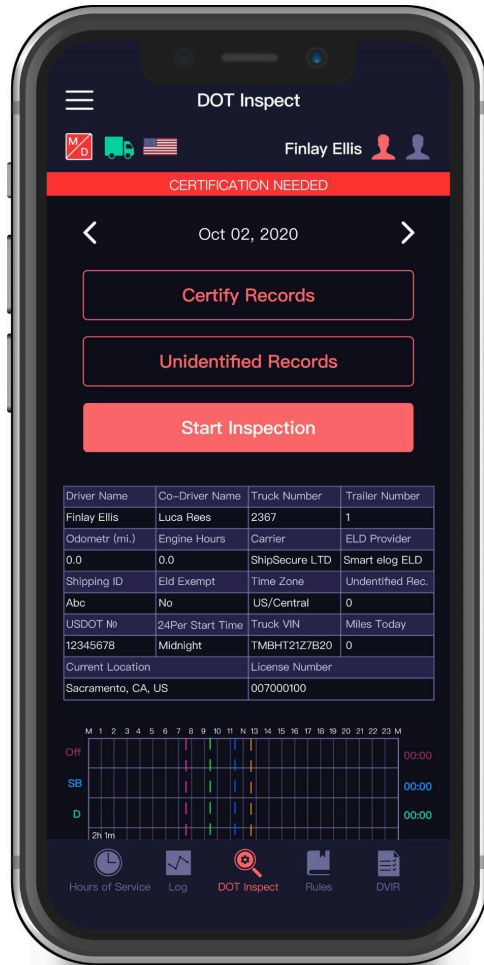 DOT Inspect
M/D
Finlay Ellis
CERTIFICATION NEEDED
Oct 02, 2020
Certify Records
Unidentified Records
Start Inspection
Driver Name Co-Driver Name Truck Number Trailer Number
Finlay Ellis Luca Rees 2367 1
Odometr (mi.) Engine Hours Carrier ELD Provider
0.0 0.0 ShipSecure LTD Smart elog ELD
Shipping ID Eld Exempt Time Zone Undentified Rec.
Abc No US/Central 0
USDOT № 24Per Start Time Truck VIN Miles Today
12345678 Midnight TMBHT21Z7B20 0
Current Location License Number
Sacramento, CA, US 007000100
M 1 2 3 4 5 6 7 8 9 10 11 N 13 14 15 16 17 18 19 20 21 22 23 M
Off 00:00
SB 00:00
D 00:00
2h 1m
Hours of Service Log DOT Inspect Rules DVIR